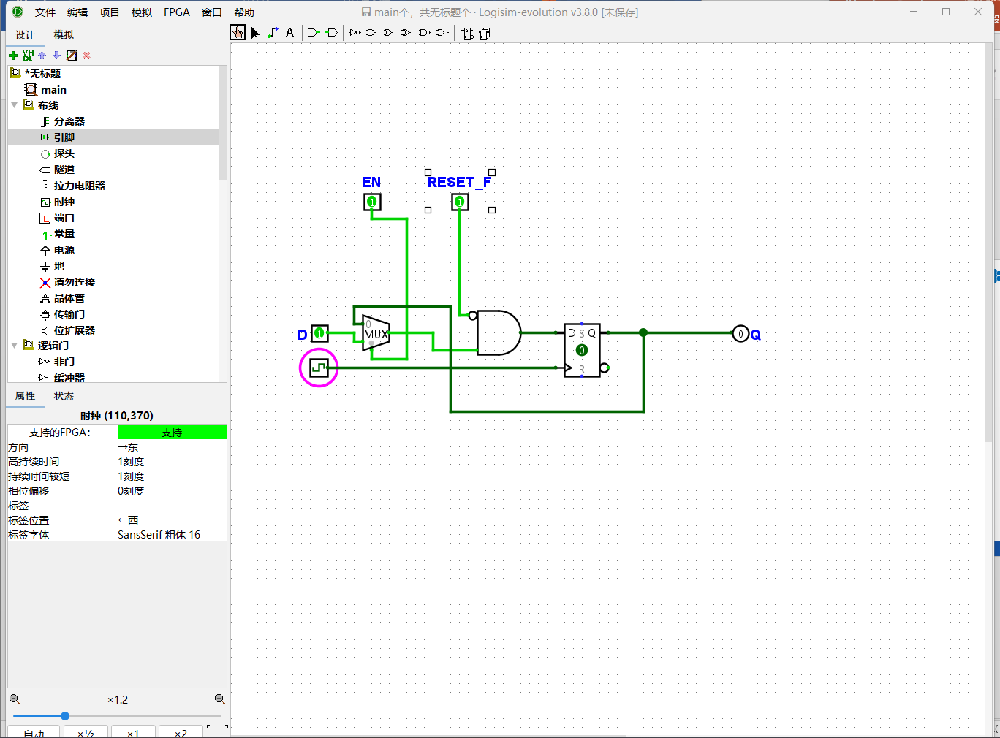 main个，共无标题个 · Logisim-evolution v3.8.0 [未保存]
文件 编辑 项目 模拟 FPGA 窗口 帮助
设计 模拟
A
*无标题
main
布线
分离器
引脚
探头
隧道
拉力电阻器
时钟
端口
1 常量
电源
地
请勿连接
晶体管
传输门
位扩展器
逻辑门
非门
缓冲器
属性 状态
时钟 (110,370)
支持的FPGA： 支持
方向 →东
高持续时间 1刻度
持续时间较短 1刻度
相位偏移 0刻度
标签
标签位置 ←西
标签字体 SansSerif 粗体 16
×1.2
自动 ×½ ×1 ×2
EN RESET_F
1 1
D 1
0
MUX
D S Q
0
R
0 Q